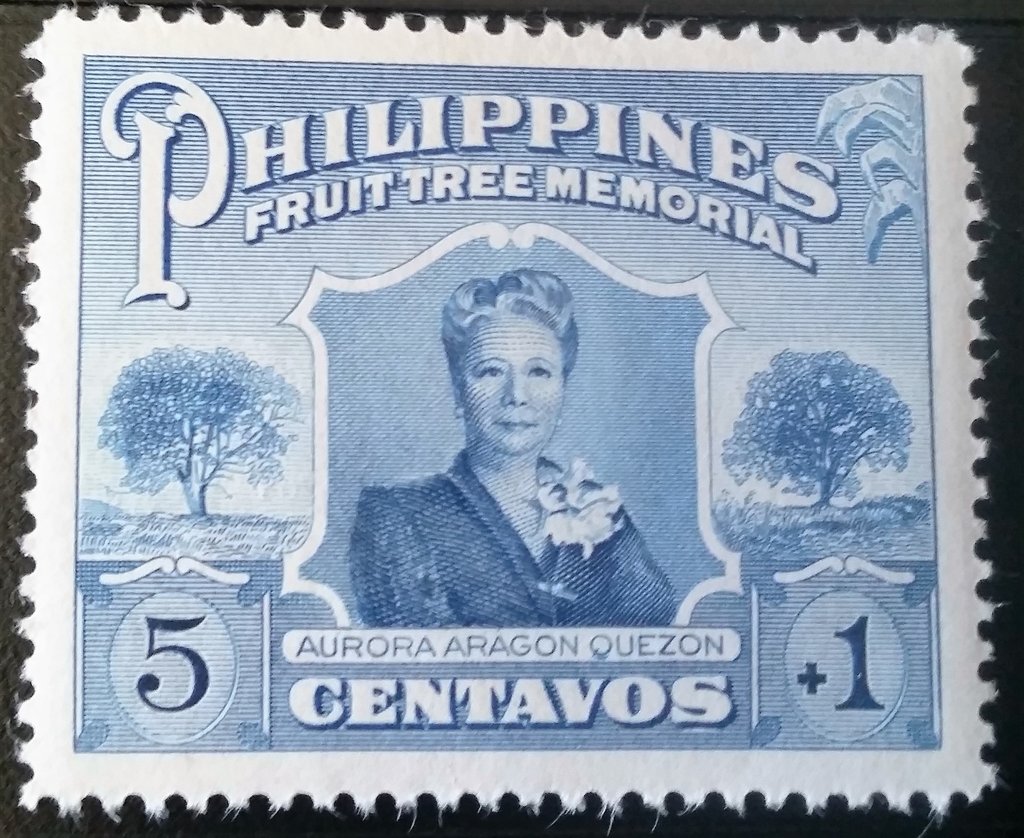 PHILIPPINES
FRUIT TREE MEMORIAL
AURORA ARAGON QUEZON
5 CENTAVOS +1